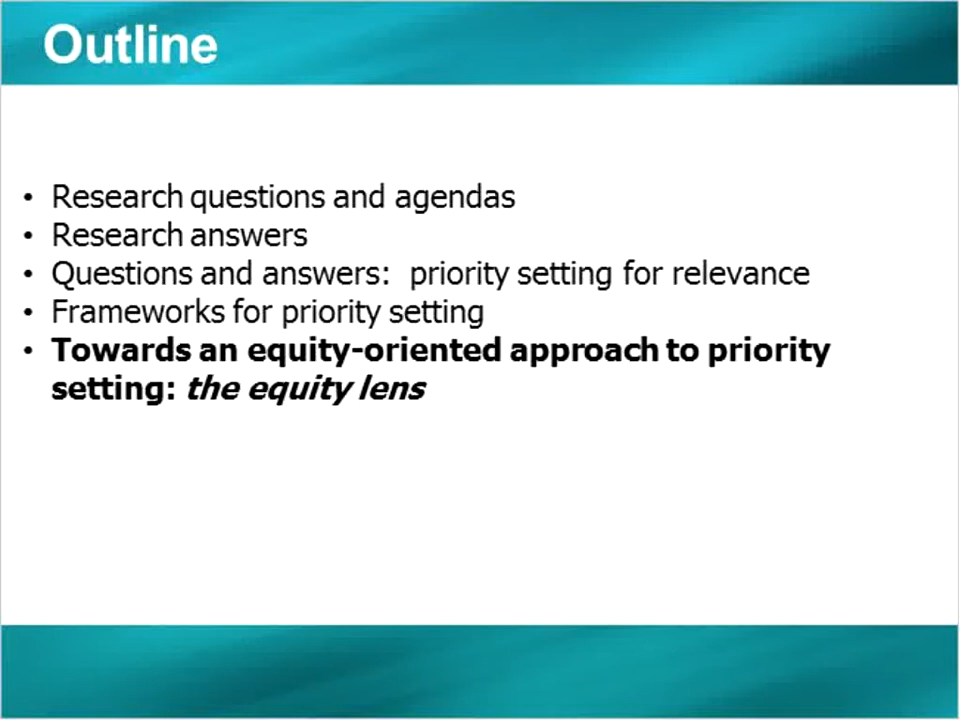 Outline
• Research questions and agendas
• Research answers
• Questions and answers:  priority setting for relevance
• Frameworks for priority setting
• Towards an equity-oriented approach to priority
setting: the equity lens